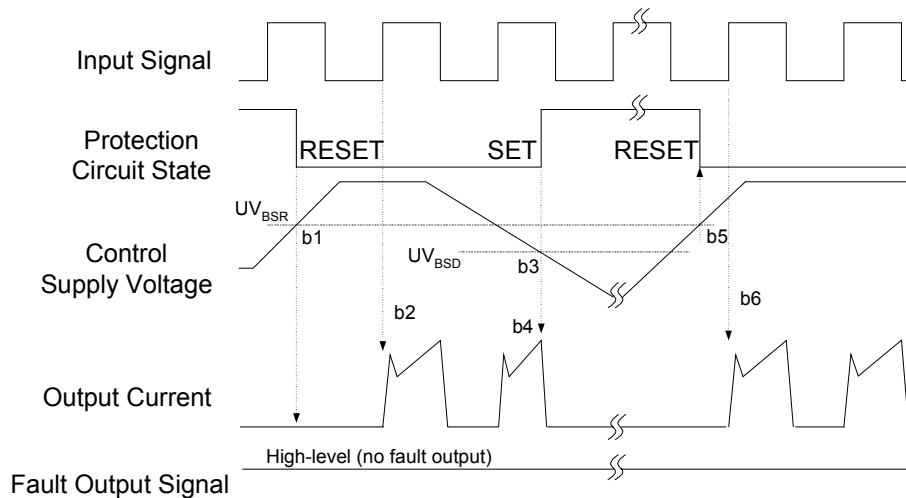 Input Signal
Protection
Circuit State
RESET
SET
RESET
UVBSR
b1
b5
UVBSD
b3
Control
Supply Voltage
b2
b4
b6
Output Current
High-level (no fault output)
Fault Output Signal